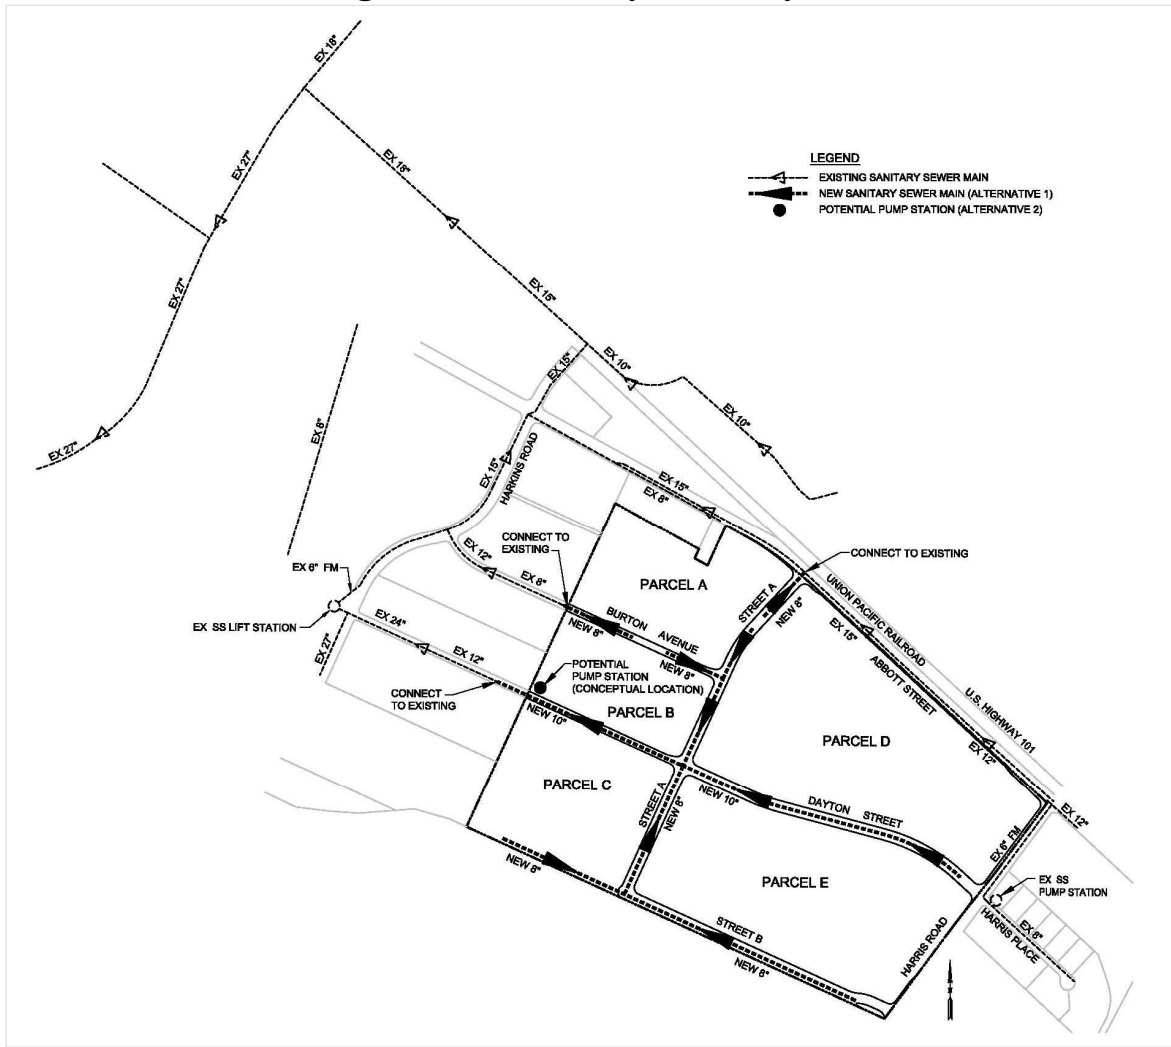 EX 18"
EX 27"
EX 18"
LEGEND
EXISTING SANITARY SEWER MAIN
NEW SANITARY SEWER MAIN (ALTERNATIVE 1)
POTENTIAL PUMP STATION (ALTERNATIVE 2)
EX 27"
EX 15"
EX 15"
EX 10"
EX 27"
EX 8"
EX 10"
HARKINS ROAD
EX 15"
EX 15"
EX 8"
CONNECT TO
EXISTING
EX 12"
EX 8"
EX 6" FM
CONNECT TO EXISTING
PARCEL A
STREET A
NEW 8"
UNION PACIFIC RAILROAD
EX SS LIFT STATION
EX 24"
EX 27"
EX 12"
NEW 8"
BURTON AVENUE
NEW 8"
EX 15"
ABBOTT STREET
U.S. HIGHWAY 101
POTENTIAL
PUMP STATION
(CONCEPTUAL LOCATION)
CONNECT
TO EXISTING
NEW 10"
PARCEL B
PARCEL D
EX 12"
PARCEL C
STREET A
NEW 8"
NEW 10"
DAYTON STREET
EX 12"
EX 6" FM
NEW 8"
PARCEL E
EX SS
PUMP STATION
EX 8"
HARRIS PLACE
STREET B
NEW 8"
HARRIS ROAD